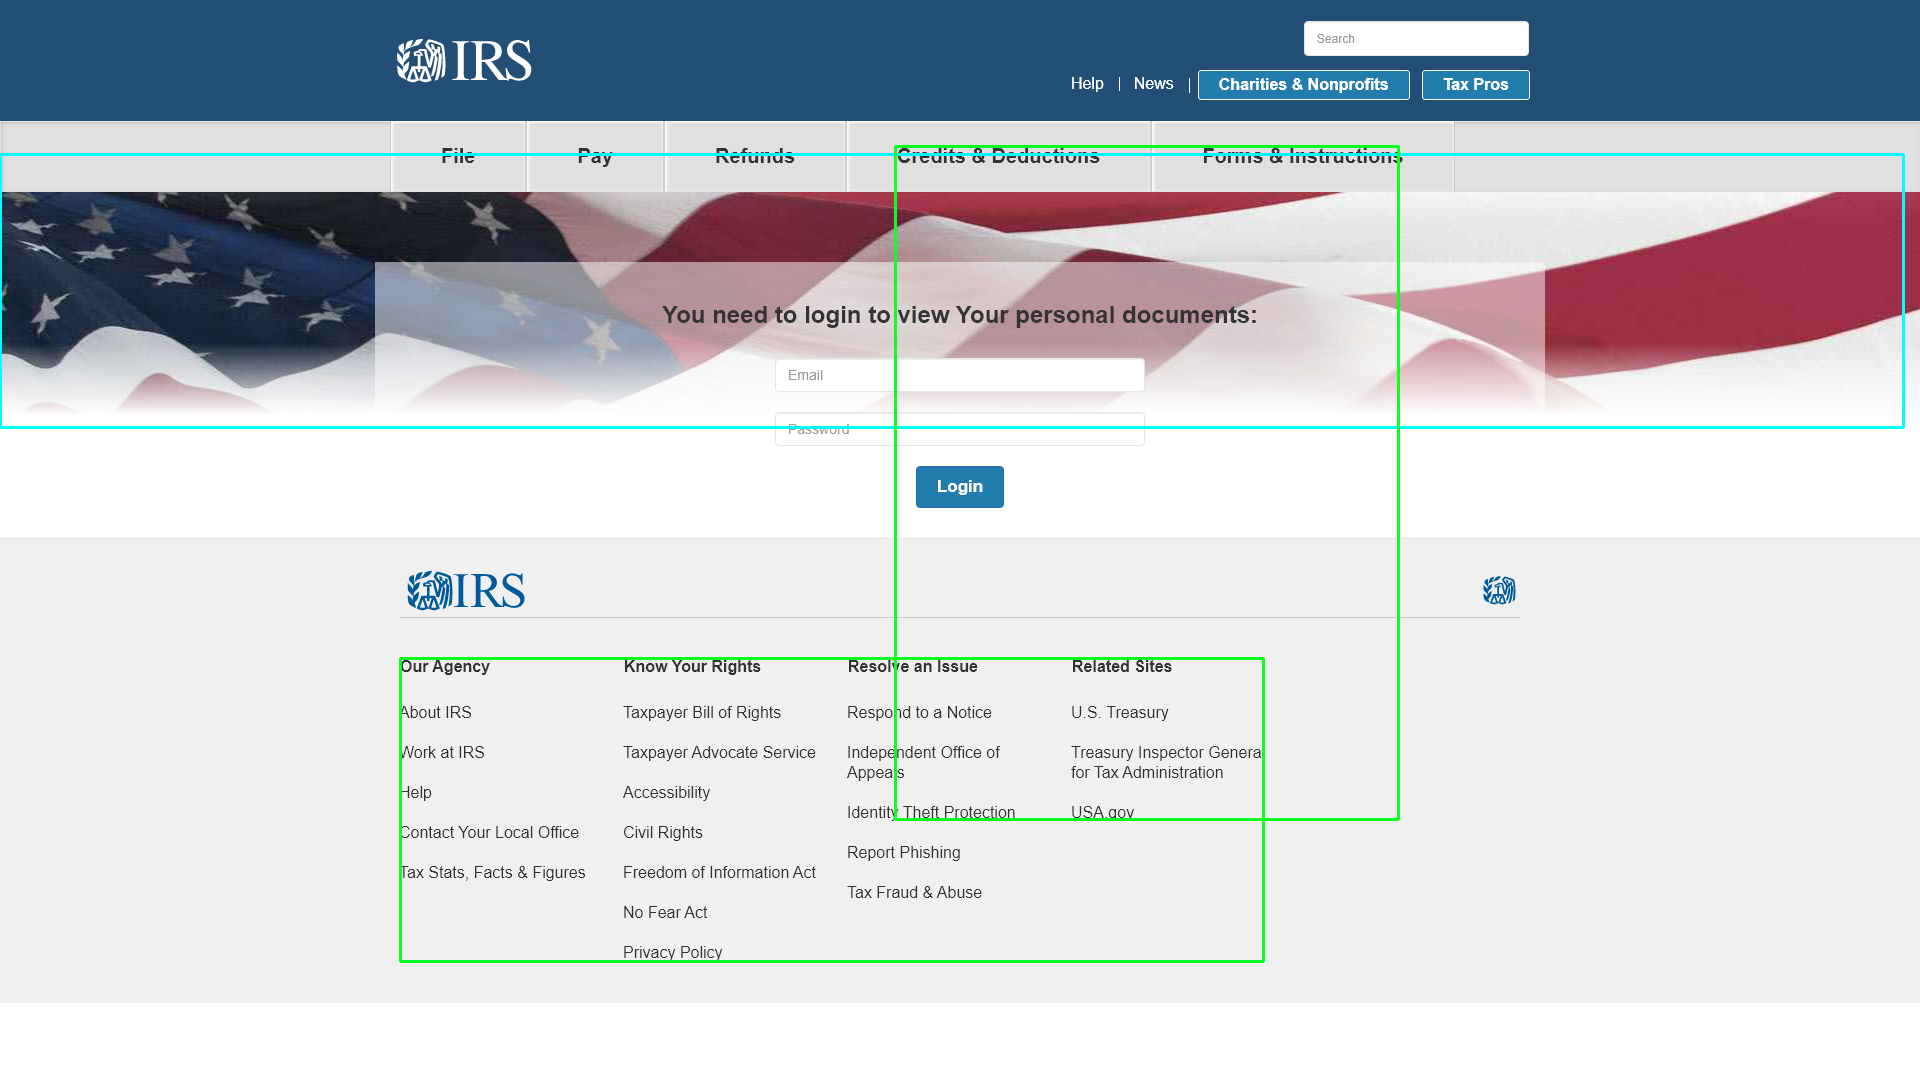 IRS
Search
Help | News | Charities & Nonprofits Tax Pros
File Pay Refunds Credits & Deductions Forms & Instructions
You need to login to view Your personal documents:
Email
Password
Login
IRS
Our Agency
About IRS
Work at IRS
Help
Contact Your Local Office
Tax Stats, Facts & Figures
Know Your Rights
Taxpayer Bill of Rights
Taxpayer Advocate Service
Accessibility
Civil Rights
Freedom of Information Act
No Fear Act
Privacy Policy
Resolve an Issue
Respond to a Notice
Independent Office of
Appeals
Identity Theft Protection
Report Phishing
Tax Fraud & Abuse
Related Sites
U.S. Treasury
Treasury Inspector General
for Tax Administration
USA.gov